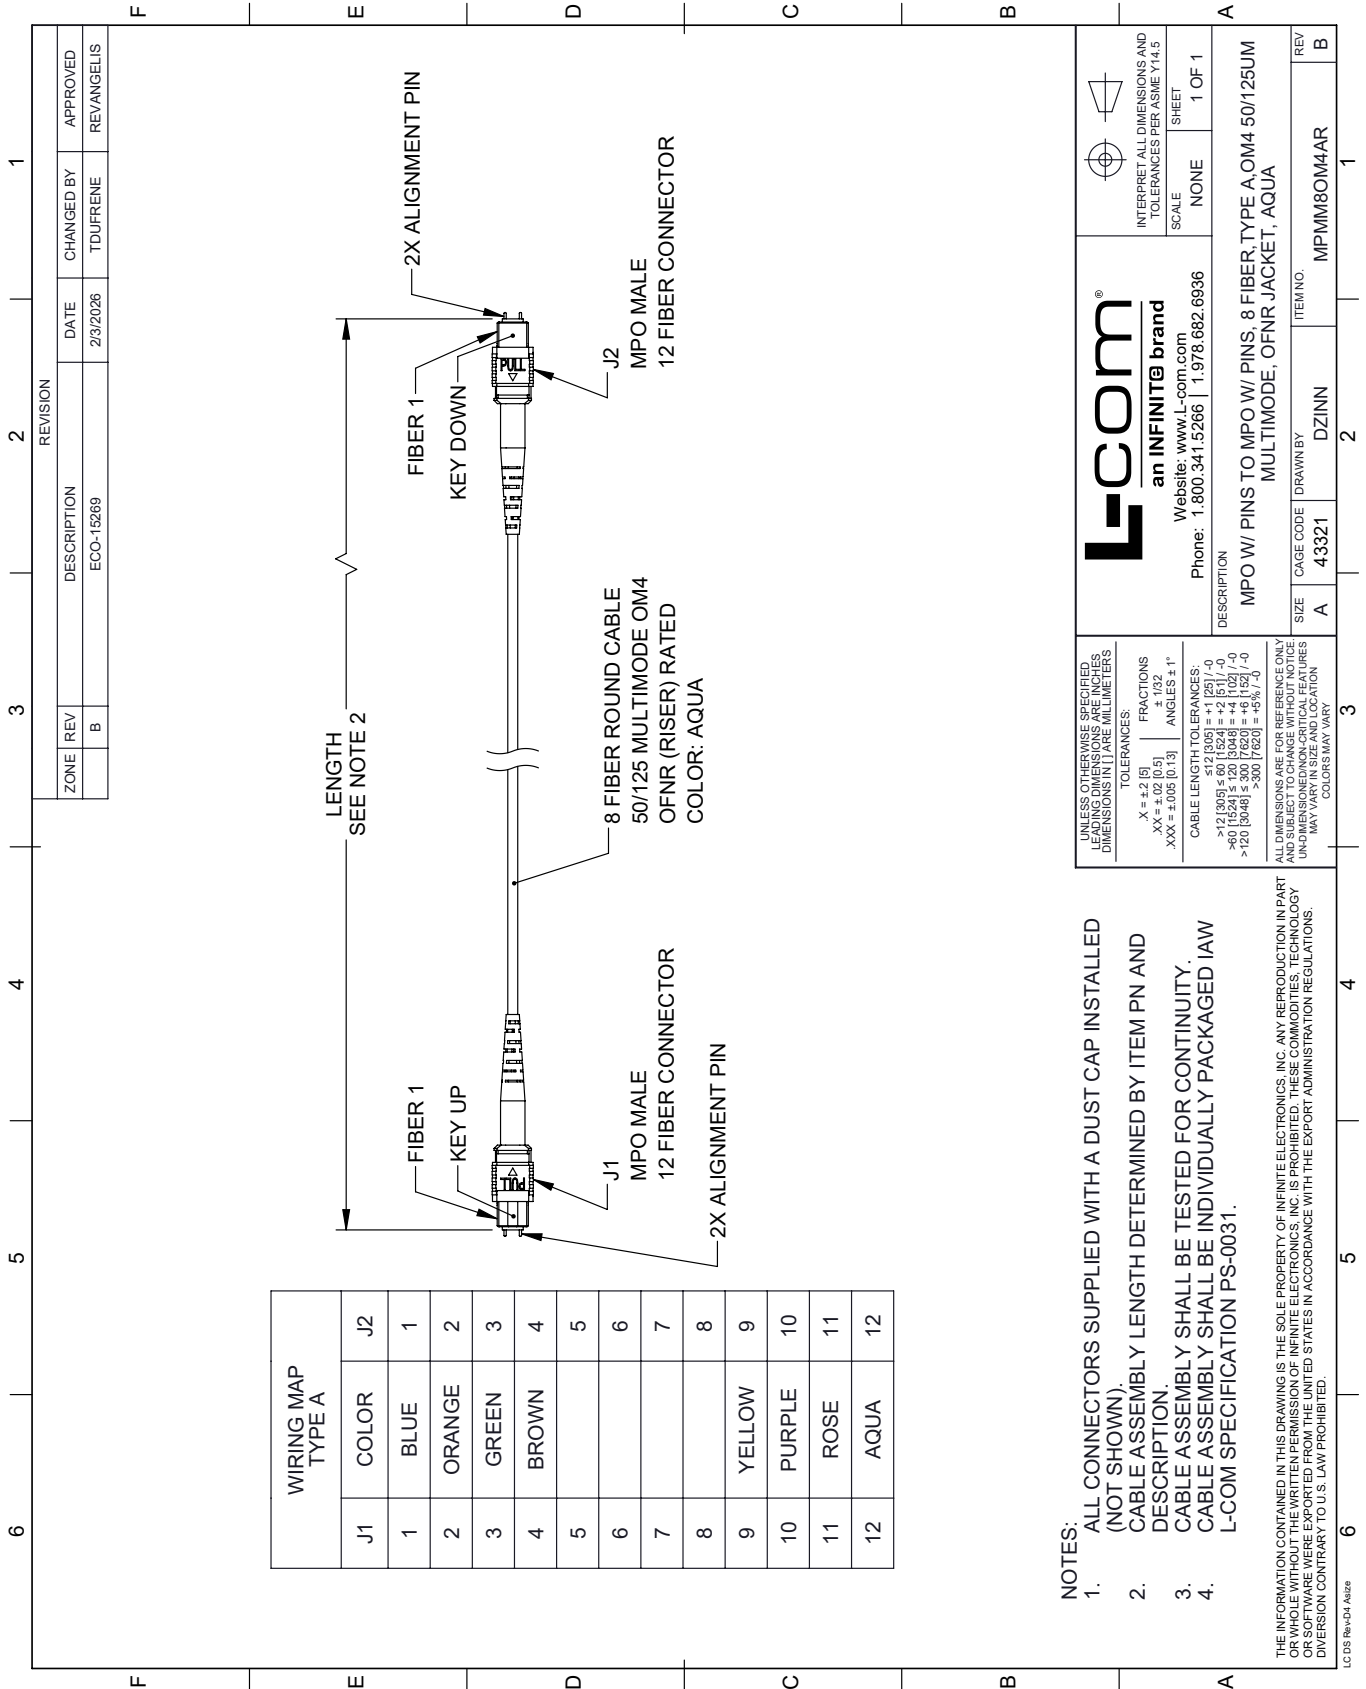 6
5
4
3
2
1
F
E
D
C
B
A
REVISION
ZONE REV DESCRIPTION DATE CHANGED BY APPROVED
B ECO-15269 2/3/2026 TDUFRENE REVANGELIS
WIRING MAP
TYPE A
J1 COLOR J2
1 BLUE 1
2 ORANGE 2
3 GREEN 3
4 BROWN 4
5 5
6 6
7 7
8 8
9 YELLOW 9
10 PURPLE 10
11 ROSE 11
12 AQUA 12
LENGTH
SEE NOTE 2
FIBER 1
KEY UP
PULL
J1
MPO MALE
12 FIBER CONNECTOR
2X ALIGNMENT PIN
8 FIBER ROUND CABLE
50/125 MULTIMODE OM4
OFNR (RISER) RATED
COLOR: AQUA
2X ALIGNMENT PIN
FIBER 1
KEY DOWN
PULL
J2
MPO MALE
12 FIBER CONNECTOR
NOTES:
1. ALL CONNECTORS SUPPLIED WITH A DUST CAP INSTALLED
(NOT SHOWN).
2. CABLE ASSEMBLY LENGTH DETERMINED BY ITEM PN AND
DESCRIPTION.
3. CABLE ASSEMBLY SHALL BE TESTED FOR CONTINUITY.
4. CABLE ASSEMBLY SHALL BE INDIVIDUALLY PACKAGED IAW
L-COM SPECIFICATION PS-0031.
THE INFORMATION CONTAINED IN THIS DRAWING IS THE SOLE PROPERTY OF INFINITE ELECTRONICS, INC. ANY REPRODUCTION IN PART
OR WHOLE WITHOUT THE WRITTEN PERMISSION OF INFINITE ELECTRONICS, INC. IS PROHIBITED. THESE COMMODITIES, TECHNOLOGY
OR SOFTWARE WERE EXPORTED FROM THE UNITED STATES IN ACCORDANCE WITH THE EXPORT ADMINISTRATION REGULATIONS.
DIVERSION CONTRARY TO U.S. LAW PROHIBITED.
UNLESS OTHERWISE SPECIFIED
LEADING DIMENSIONS ARE INCHES
DIMENSIONS IN [ ] ARE MILLIMETERS
TOLERANCES:
.X = ±.2 [5] FRACTIONS
.XX = ±.02 [0.5] ± 1/32
.XXX = ±.005 [0.13] ANGLES ± 1°
CABLE LENGTH TOLERANCES:
≤12 [305] = +1 [25] / -0
>12 [305] ≤ 60 [1524] = +2 [51] / -0
>60 [1524] ≤ 120 [3048] = +4 [102] / -0
>120 [3048] ≤ 300 [7620] = +6 [152] / -0
>300 [7620] = +5% / -0
ALL DIMENSIONS ARE FOR REFERENCE ONLY
AND SUBJECT TO CHANGE WITHOUT NOTICE.
UN-DIMENSIONED/NON-CRITICAL FEATURES
MAY VARY IN SIZE AND LOCATION
COLORS MAY VARY
L-com®
an INFINIT@ brand
Website: www.L-com.com
Phone: 1.800.341.5266 | 1.978.682.6936
INTERPRET ALL DIMENSIONS AND
TOLERANCES PER ASME Y14.5
SCALE SHEET
NONE 1 OF 1
DESCRIPTION
MPO W/ PINS TO MPO W/ PINS, 8 FIBER,TYPE A,OM4 50/125UM
MULTIMODE, OFNR JACKET, AQUA
SIZE CAGE CODE DRAWN BY ITEM NO. REV
A 43321 DZINN MPMM8OM4AR B
F
E
D
C
B
A
6
5
4
3
2
1
LC DS Rev-D4 Asize